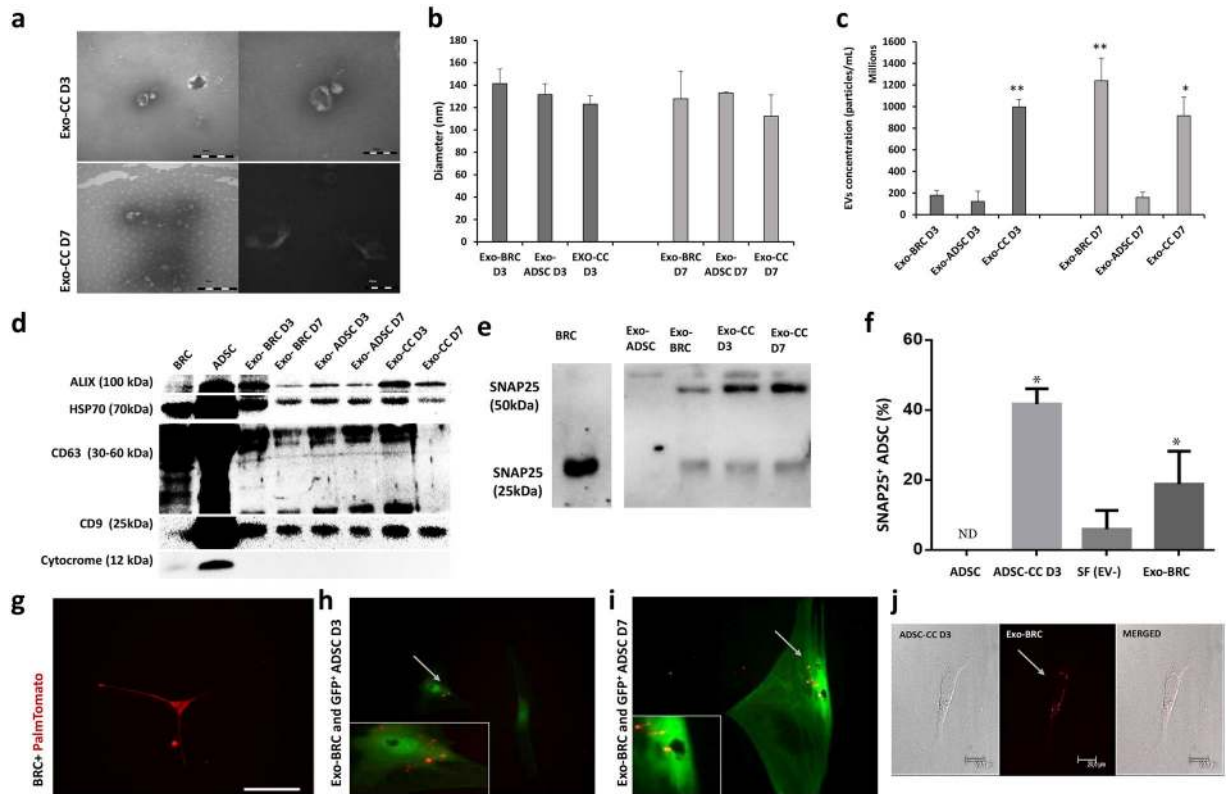 a
Exo-CC D3
Exo-CC D7
b
Diameter (nm)
160
140
120
100
80
60
40
20
0
Exo-BRC D3
Exo-ADSC D3
EXO-CC D3
Exo-BRC D7
Exo-ADSC D7
Exo-CC D7
c
EVs concentration (particles/mL)
Millions
1600
1400
1200
1000
800
600
400
200
0
**
**
*
Exo-BRC D3
Exo-ADSC D3
Exo-CC D3
Exo-BRC D7
Exo-ADSC D7
Exo-CC D7
d
BRC
ADSC
Exo- BRC D3
Exo- BRC D7
Exo- ADSC D3
Exo- ADSC D7
Exo-CC D3
Exo-CC D7
ALIX (100 kDa)
HSP70 (70kDa)
CD63 (30-60 kDa)
CD9 (25kDa)
Cytocrome (12 kDa)
e
BRC
Exo-ADSC
Exo-BRC
Exo-CC D3
Exo-CC D7
SNAP25
(50kDa)
SNAP25
(25kDa)
f
SNAP25+ ADSC (%)
60
40
20
0
ND
*
*
ADSC
ADSC-CC D3
SF (EV-)
Exo-BRC
g
BRC+ PalmTomato
h
Exo-BRC and GFP+ ADSC D3
i
Exo-BRC and GFP+ ADSC D7
j
ADSC-CC D3
Exo-BRC
MERGED